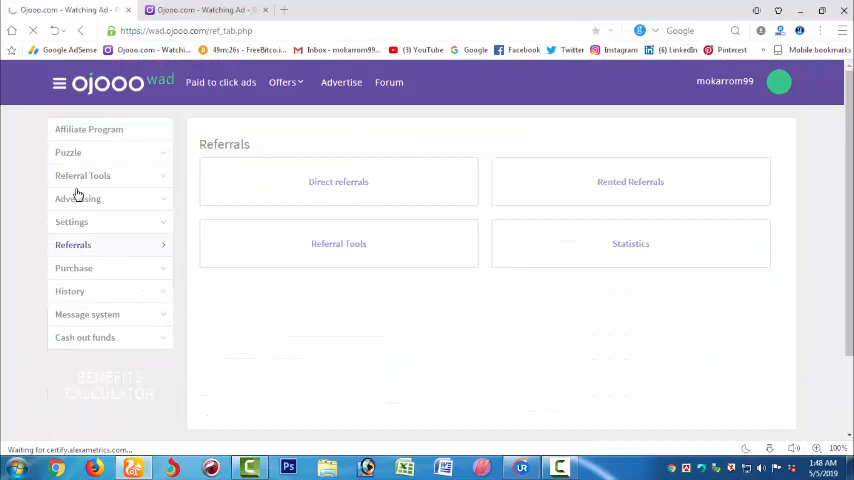 Ojooo.com - Watching Ad - R
Ojooo.com - Watching Ad - S
https://wad.ojooo.com/ref_tab.php
Google
Google AdSense
Ojooo.com - Watchi...
49m:26s - FreeBitco.i...
Inbox - mokarrom99...
(3) YouTube
Google
Facebook
Twitter
Instagram
(6) LinkedIn
Pinterest
Mobile bookmarks
ojooo wad
Paid to click ads
Offers
Advertise
Forum
mokarrom99
Affiliate Program
Puzzle
Referral Tools
Advertising
Settings
Referrals
Purchase
History
Message system
Cash out funds
BENEFITS
CALCULATOR
Referrals
Direct referrals
Rented Referrals
Referral Tools
Statistics
Waiting for certify.alexametrics.com...
100%
1:48 AM
5/5/2019